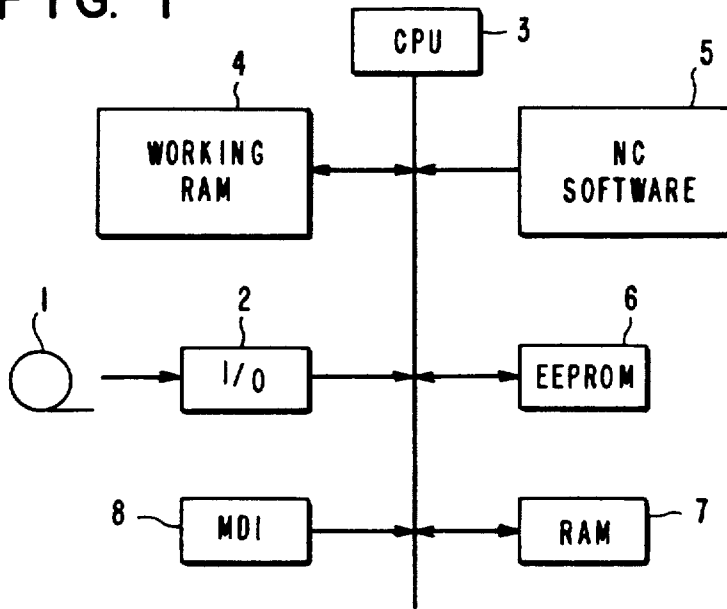 FIG. 1
CPU
3
4
5
WORKING
RAM
NC
SOFTWARE
1
2
6
I/O
EEPROM
8
MDI
RAM
7